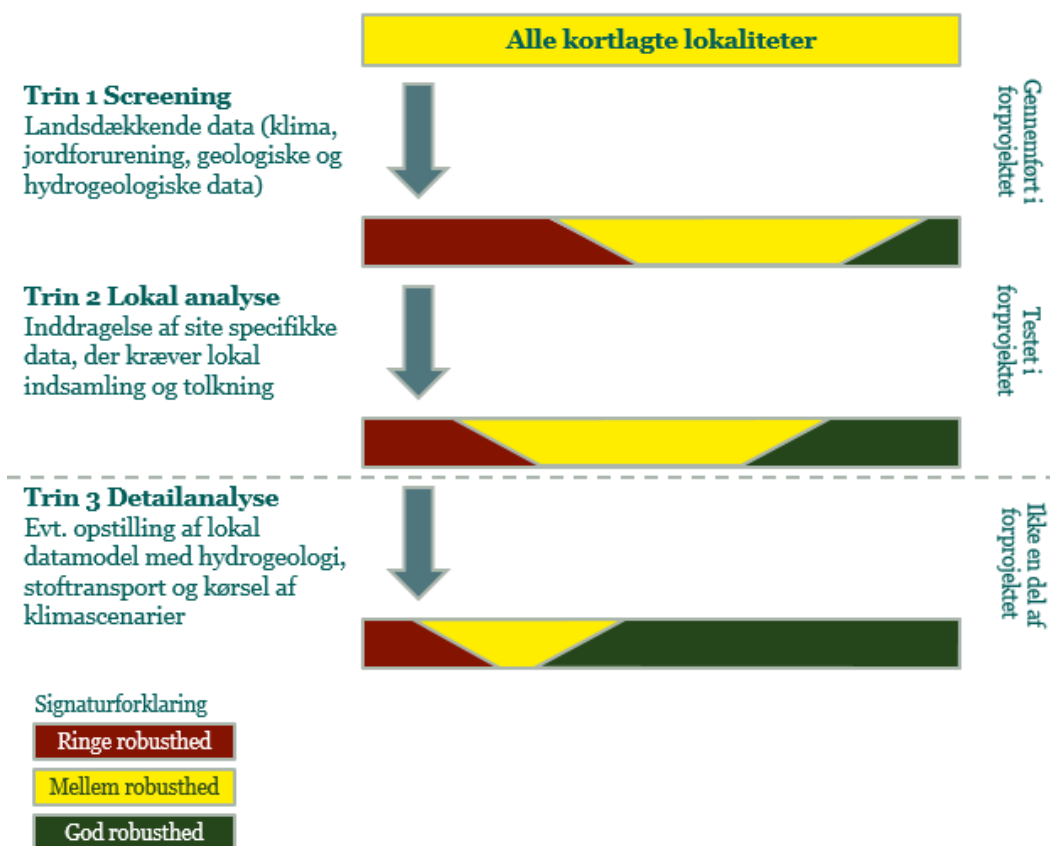 Alle kortlagte lokaliteter
Trin 1 Screening
Landsdækkende data (klima,
jordforurening, geologiske og
hydrogeologiske data)
Gennemført i
forprojektet
Trin 2 Lokal analyse
Inddragelse af site specifikke
data, der kræver lokal
indsamling og tolkning
Testet i
forprojektet
Trin 3 Detailanalyse
Evt. opstilling af lokal
datamodel med hydrogeologi,
stoftransport og kørsel af
klimascenarier
Ikke en del af
forprojektet
Signaturforklaring
Ringe robusthed
Mellem robusthed
God robusthed